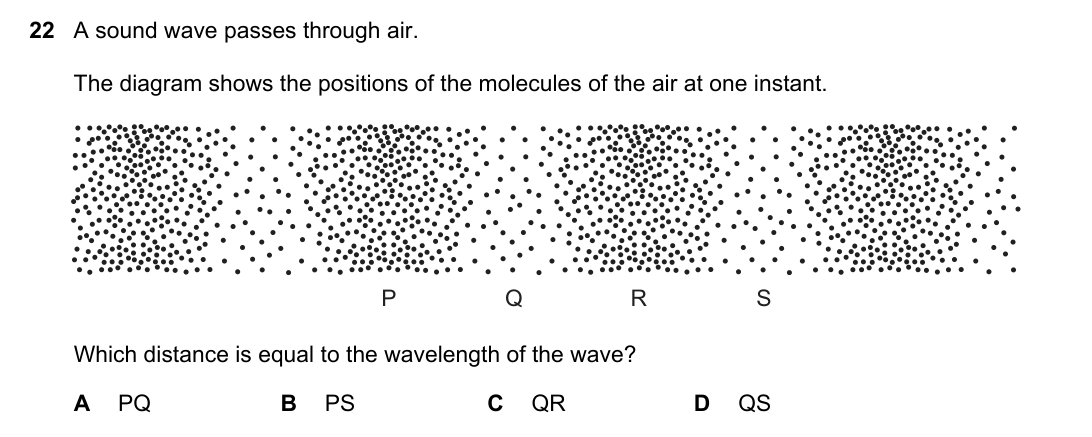 22 A sound wave passes through air.
The diagram shows the positions of the molecules of the air at one instant.
P Q R S
Which distance is equal to the wavelength of the wave?
A PQ B PS C QR D QS